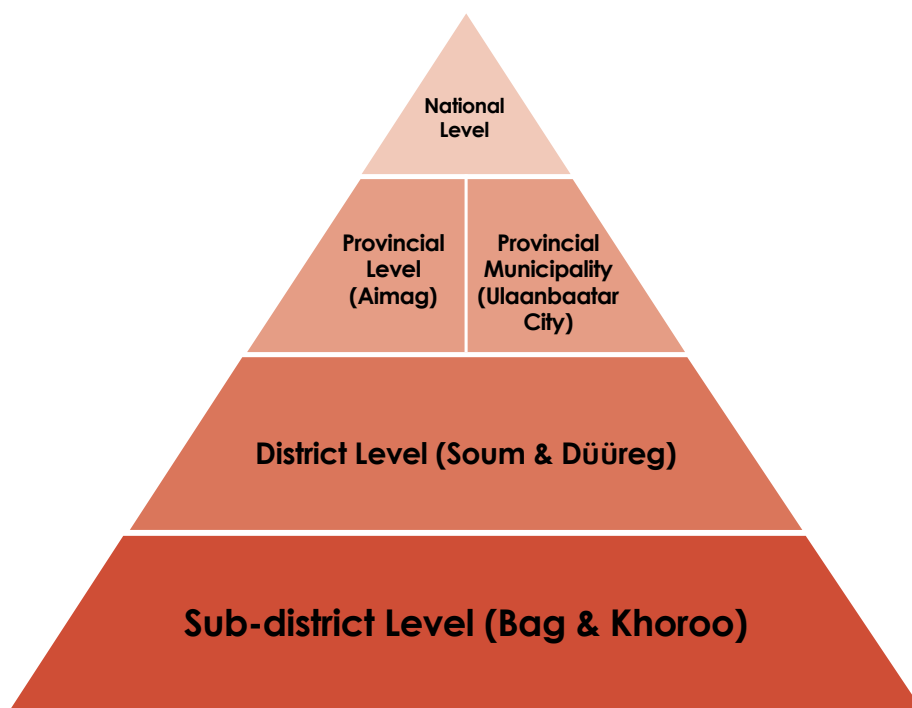 National
Level
Provincial
Level
(Aimag)
Provincial
Municipality
(Ulaanbaatar
City)
District Level (Soum & Düüreg)
Sub-district Level (Bag & Khoroo)